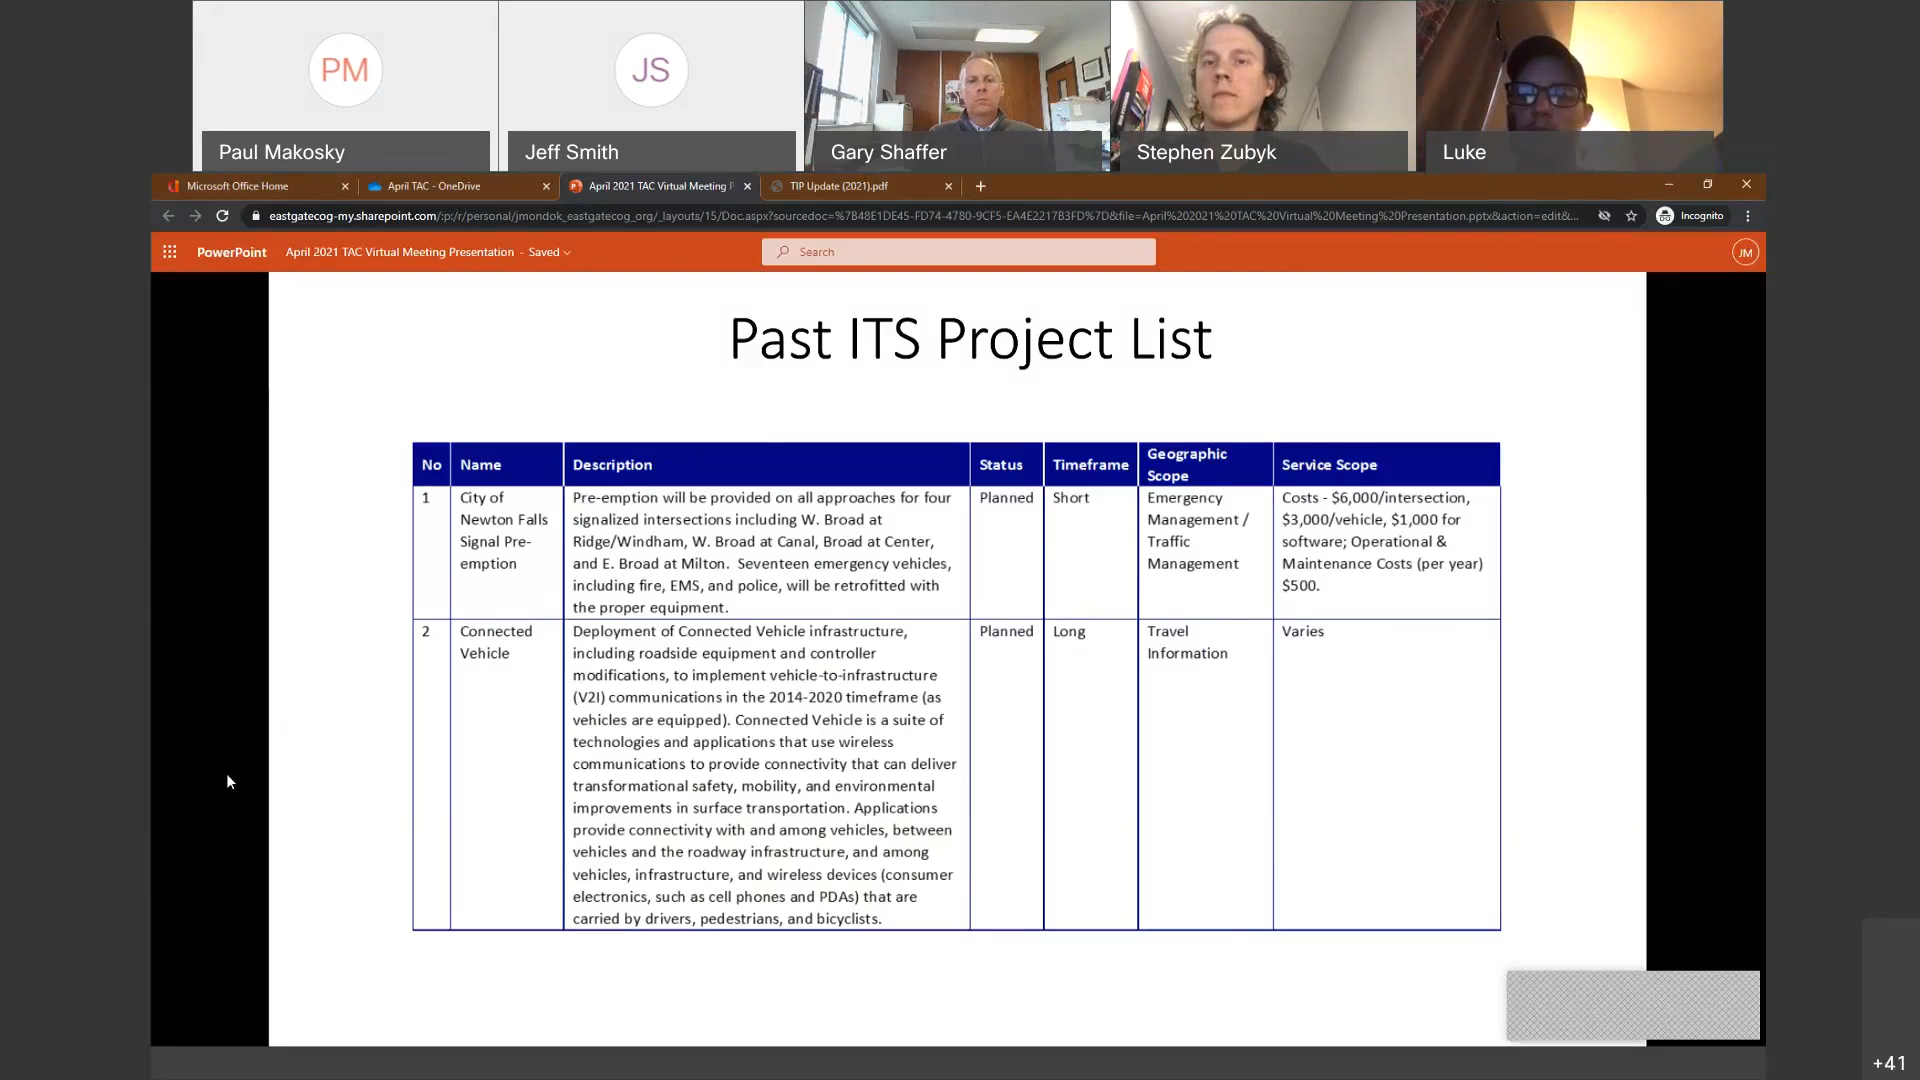 PM
JS
Paul Makosky
Jeff Smith
Gary Shaffer
Stephen Zubyk
Luke
Microsoft Office Home
April TAC - OneDrive
April 2021 TAC Virtual Meeting P
TIP Update (2021).pdf
eastgatecog-my.sharepoint.com/:p:/r/personal/jmondok_eastgatecog_org/_layouts/15/Doc.aspx?sourcedoc=%7B48E1DE45-FD74-4780-9CF5-EA4E2217B3FD%7D&file=April%202021%20TAC%20Virtual%20Meeting%20Presentation.pptx&action=edit&...
Incognito
PowerPoint
April 2021 TAC Virtual Meeting Presentation - Saved
Search
JM
Past ITS Project List
No
Name
Description
Status
Timeframe
Geographic
Scope
Service Scope
1
City of
Newton Falls
Signal Pre-
emption
Pre-emption will be provided on all approaches for four
signalized intersections including W. Broad at
Ridge/Windham, W. Broad at Canal, Broad at Center,
and E. Broad at Milton. Seventeen emergency vehicles,
including fire, EMS, and police, will be retrofitted with
the proper equipment.
Planned
Short
Emergency
Management /
Traffic
Management
Costs - $6,000/intersection,
$3,000/vehicle, $1,000 for
software; Operational &
Maintenance Costs (per year)
$500.
2
Connected
Vehicle
Deployment of Connected Vehicle infrastructure,
including roadside equipment and controller
modifications, to implement vehicle-to-infrastructure
(V2I) communications in the 2014-2020 timeframe (as
vehicles are equipped). Connected Vehicle is a suite of
technologies and applications that use wireless
communications to provide connectivity that can deliver
transformational safety, mobility, and environmental
improvements in surface transportation. Applications
provide connectivity with and among vehicles, between
vehicles and the roadway infrastructure, and among
vehicles, infrastructure, and wireless devices (consumer
electronics, such as cell phones and PDAs) that are
carried by drivers, pedestrians, and bicyclists.
Planned
Long
Travel
Information
Varies
+41